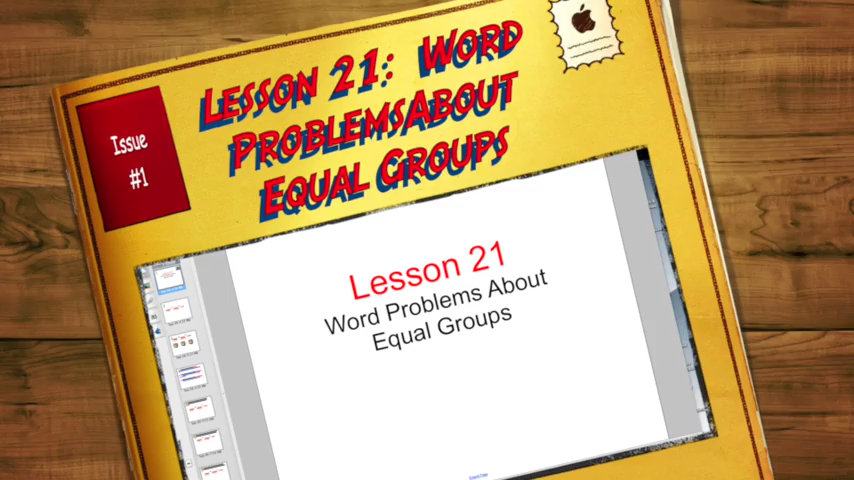 Lesson 21: Word
ProblemsAbout
Equal Groups
Issue
#1
Lesson 21
Word Problems About
Equal Groups